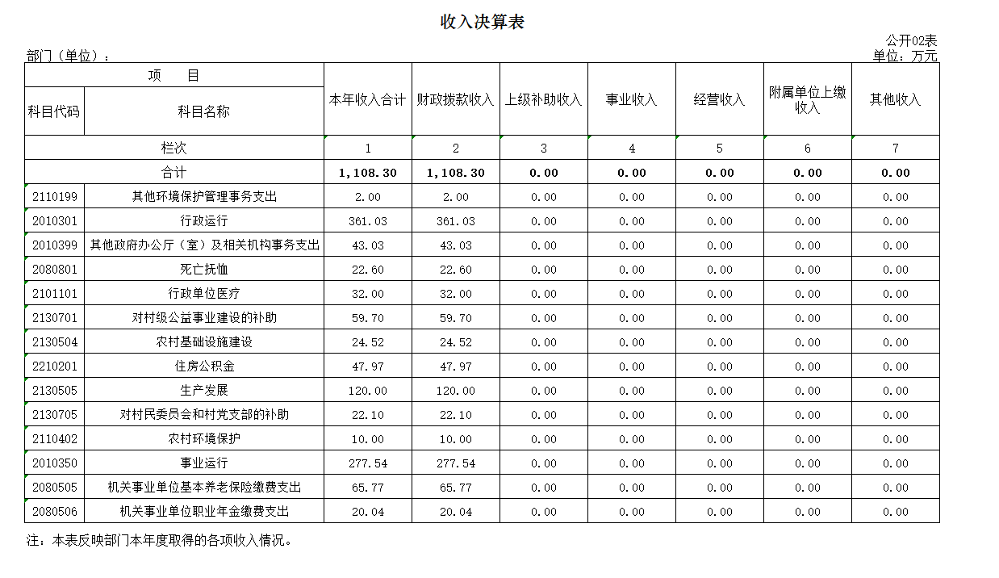 收入决算表
公开02表
部门（单位）：
单位：万元
项 目
本年收入合计 财政拨款收入 上级补助收入 事业收入 经营收入 附属单位上缴收入 其他收入
科目代码 科目名称
栏次 1 2 3 4 5 6 7
合计 1,108.30 1,108.30 0.00 0.00 0.00 0.00 0.00
2110199 其他环境保护管理事务支出 2.00 2.00 0.00 0.00 0.00 0.00 0.00
2010301 行政运行 361.03 361.03 0.00 0.00 0.00 0.00 0.00
2010399 其他政府办公厅（室）及相关机构事务支出 43.03 43.03 0.00 0.00 0.00 0.00 0.00
2080801 死亡抚恤 22.60 22.60 0.00 0.00 0.00 0.00 0.00
2101101 行政单位医疗 32.00 32.00 0.00 0.00 0.00 0.00 0.00
2130701 对村级公益事业建设的补助 59.70 59.70 0.00 0.00 0.00 0.00 0.00
2130504 农村基础设施建设 24.52 24.52 0.00 0.00 0.00 0.00 0.00
2210201 住房公积金 47.97 47.97 0.00 0.00 0.00 0.00 0.00
2130505 生产发展 120.00 120.00 0.00 0.00 0.00 0.00 0.00
2130705 对村民委员会和村党支部的补助 22.10 22.10 0.00 0.00 0.00 0.00 0.00
2110402 农村环境保护 10.00 10.00 0.00 0.00 0.00 0.00 0.00
2010350 事业运行 277.54 277.54 0.00 0.00 0.00 0.00 0.00
2080505 机关事业单位基本养老保险缴费支出 65.77 65.77 0.00 0.00 0.00 0.00 0.00
2080506 机关事业单位职业年金缴费支出 20.04 20.04 0.00 0.00 0.00 0.00 0.00
注：本表反映部门本年度取得的各项收入情况。